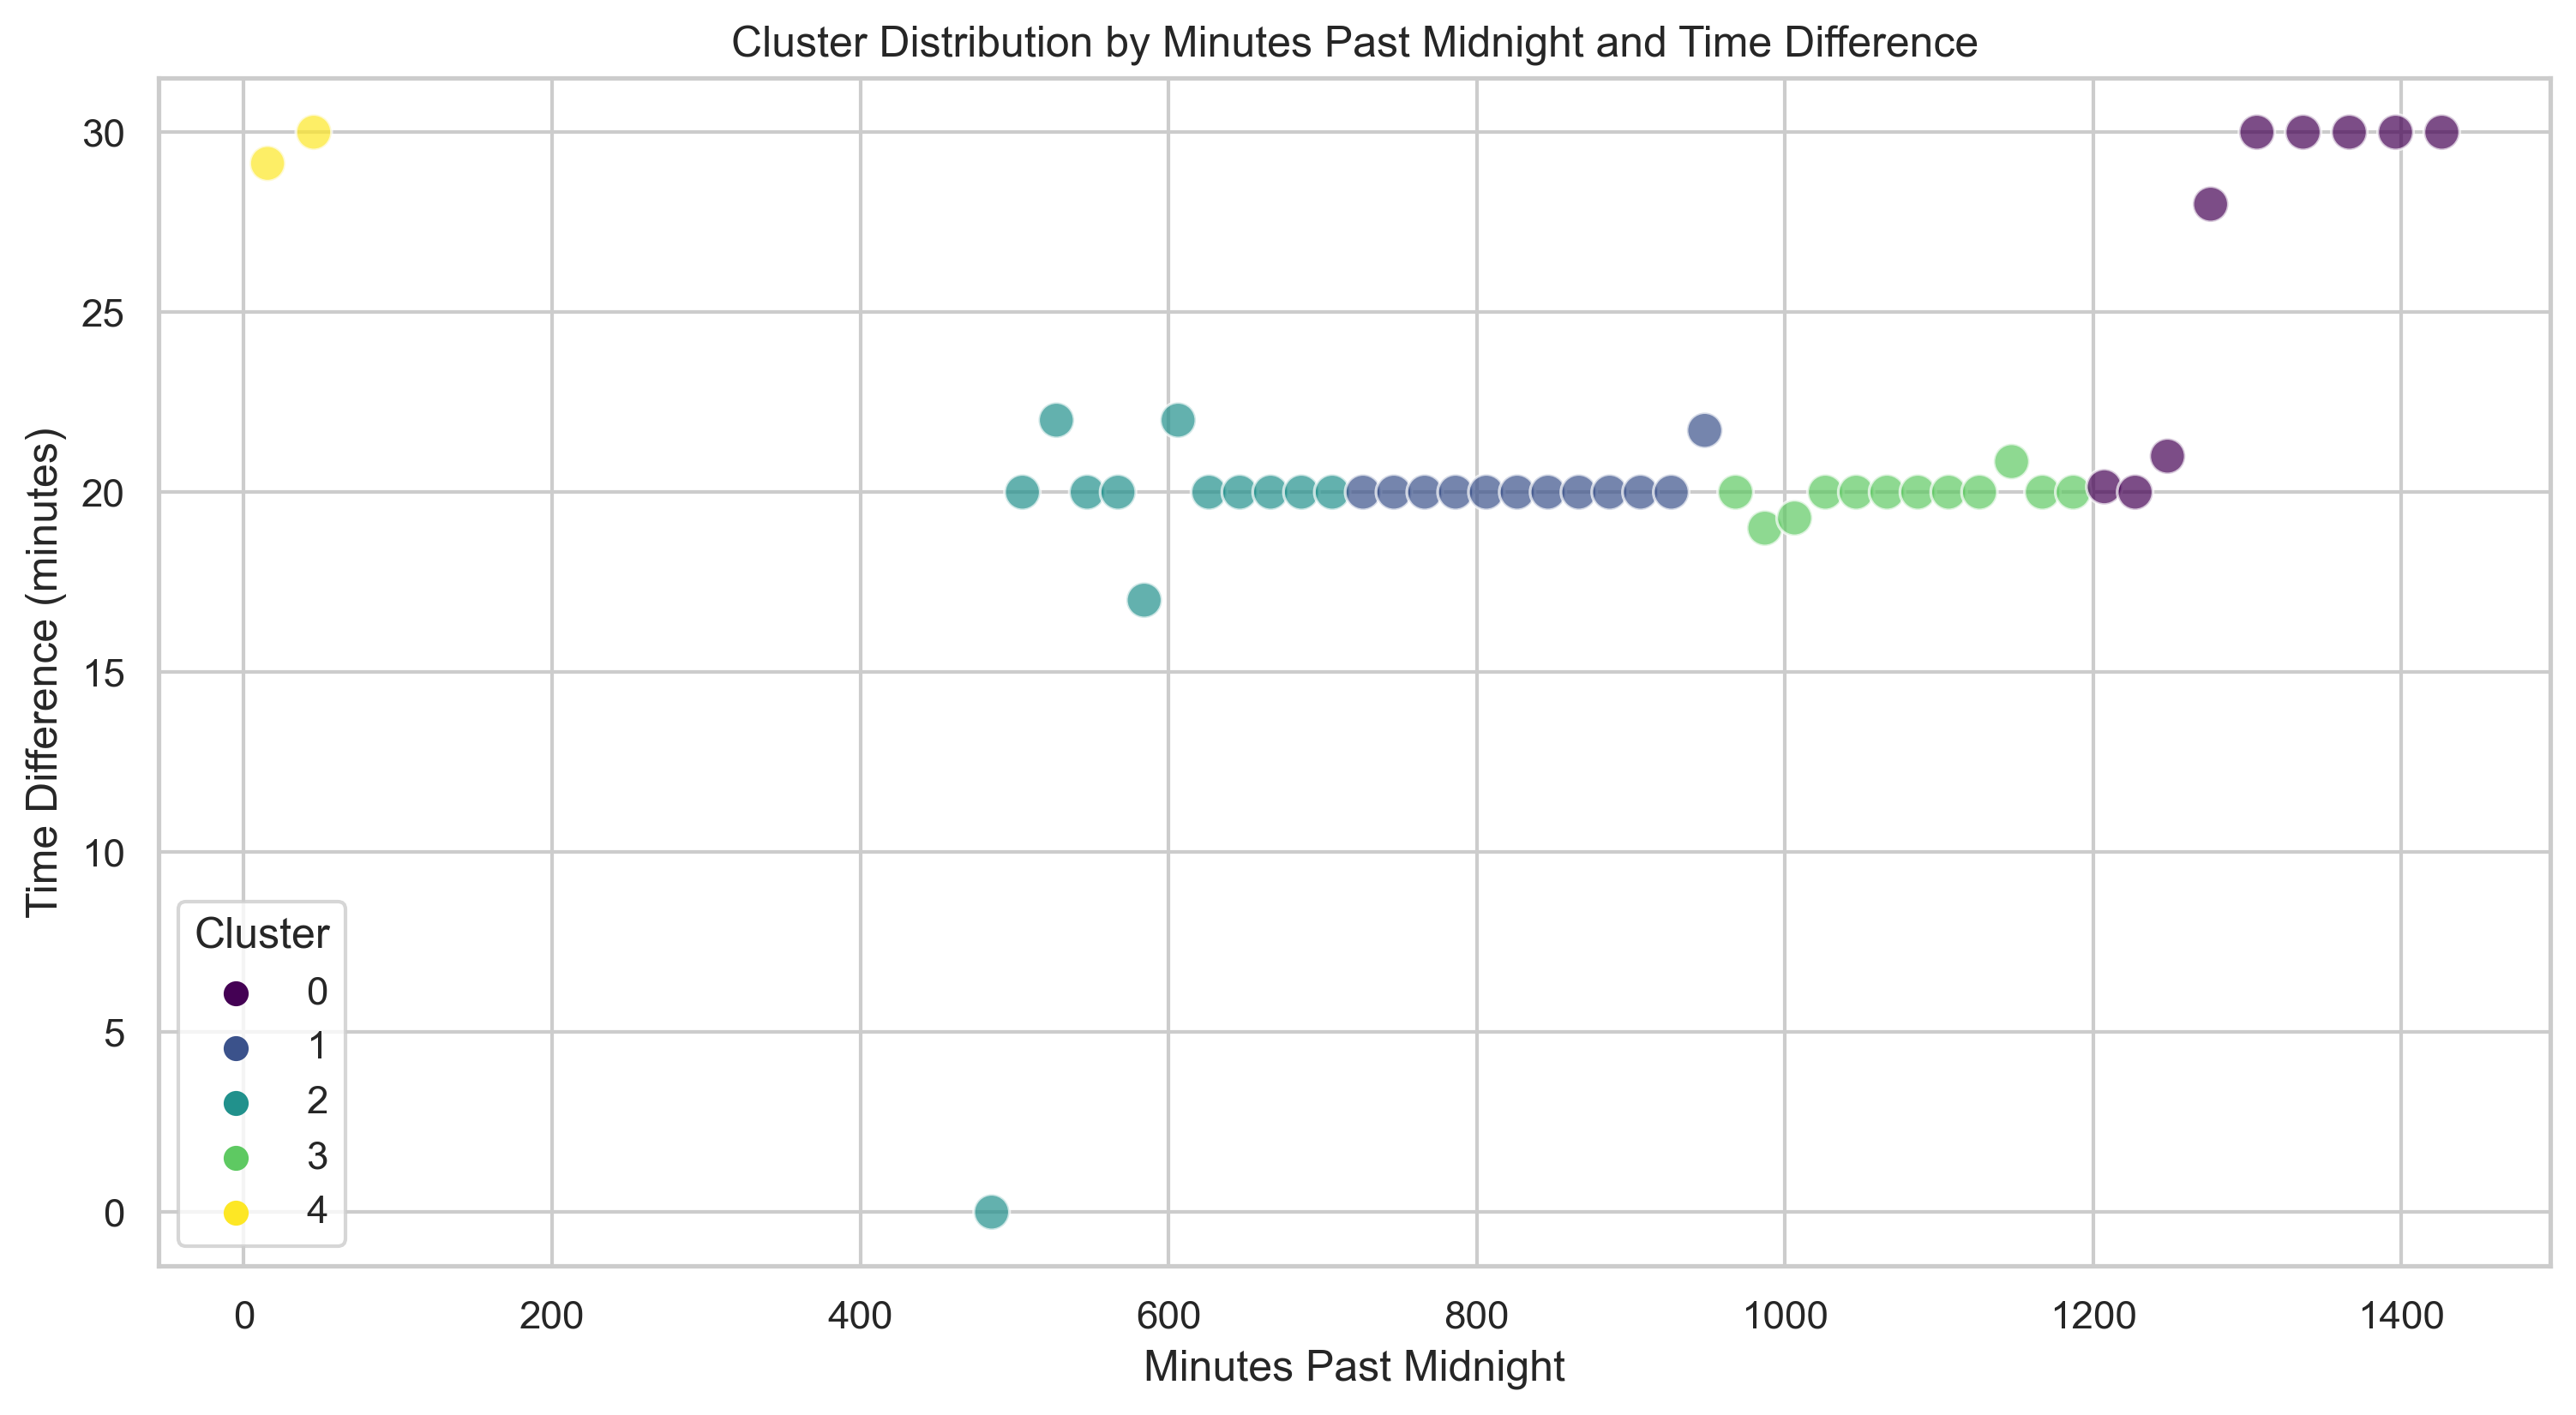 Cluster Distribution by Minutes Past Midnight and Time Difference
Time Difference (minutes)
30
25
20
15
10
5
0
Cluster
0
1
2
3
4
0 200 400 600 800 1000 1200 1400
Minutes Past Midnight